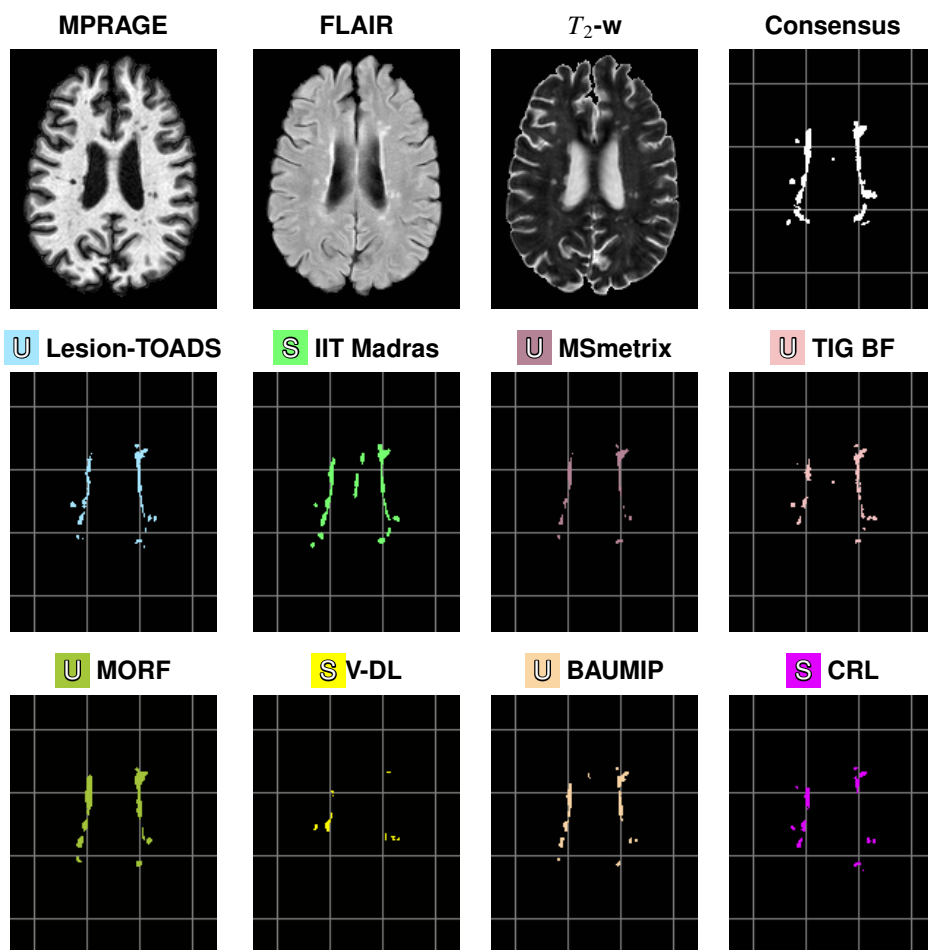 MPRAGE FLAIR T₂-w Consensus
U Lesion-TOADS S IIT Madras U MSmetrix U TIG BF
U MORF S V-DL U BAUMIP S CRL